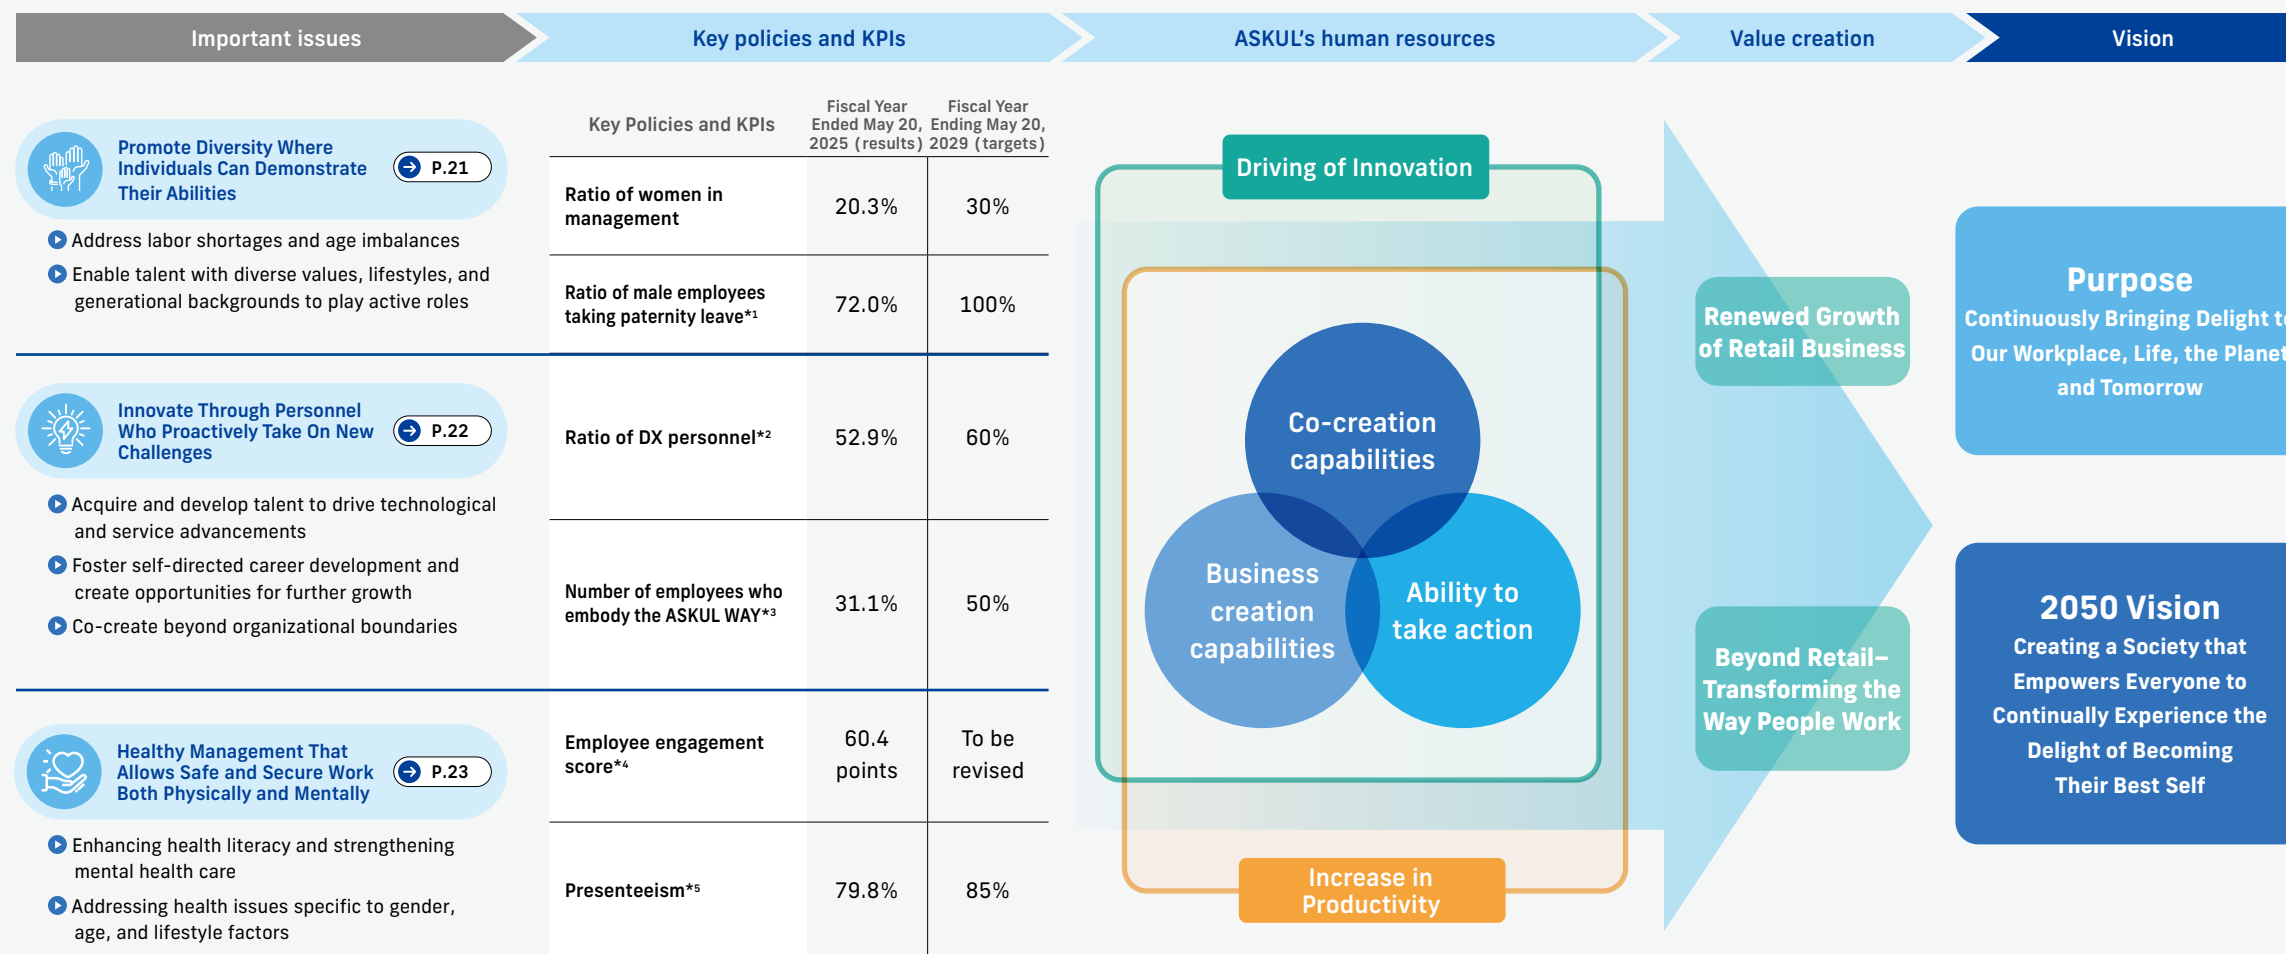 Important issues
Key policies and KPIs
ASKUL's human resources
Value creation
Vision
Promote Diversity Where
Individuals Can Demonstrate
Their Abilities
P.21
Address labor shortages and age imbalances
Enable talent with diverse values, lifestyles, and
generational backgrounds to play active roles
Innovate Through Personnel
Who Proactively Take On New
Challenges
P.22
Acquire and develop talent to drive technological
and service advancements
Foster self-directed career development and
create opportunities for further growth
Co-create beyond organizational boundaries
Healthy Management That
Allows Safe and Secure Work
Both Physically and Mentally
P.23
Enhancing health literacy and strengthening
mental health care
Addressing health issues specific to gender,
age, and lifestyle factors
Key Policies and KPIs
Fiscal Year
Ended May 20,
2025 (results)
Fiscal Year
Ending May 20,
2029 (targets)
Ratio of women in
management
20.3%
30%
Ratio of male employees
taking paternity leave*1
72.0%
100%
Ratio of DX personnel*2
52.9%
60%
Number of employees who
embody the ASKUL WAY*3
31.1%
50%
Employee engagement
score*4
60.4
points
To be
revised
Presenteeism*5
79.8%
85%
Driving of Innovation
Co-creation
capabilities
Business
creation
capabilities
Ability to
take action
Increase in
Productivity
Renewed Growth
of Retail Business
Beyond Retail–
Transforming the
Way People Work
Purpose
Continuously Bringing Delight to
Our Workplace, Life, the Planet
and Tomorrow
2050 Vision
Creating a Society that
Empowers Everyone to
Continually Experience the
Delight of Becoming
Their Best Self